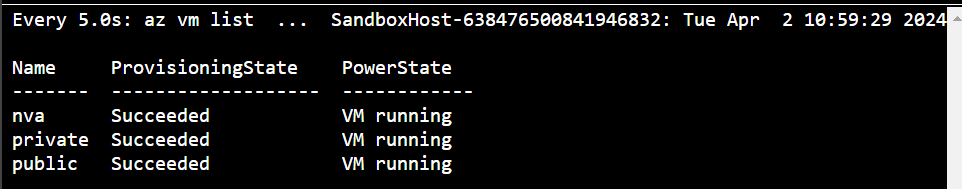 Every 5.0s: az vm list  ...  SandboxHost-638476500841946832: Tue Apr  2 10:59:29 2024
Name     ProvisioningState    PowerState
-------  -------------------  ------------
nva      Succeeded            VM running
private  Succeeded            VM running
public   Succeeded            VM running